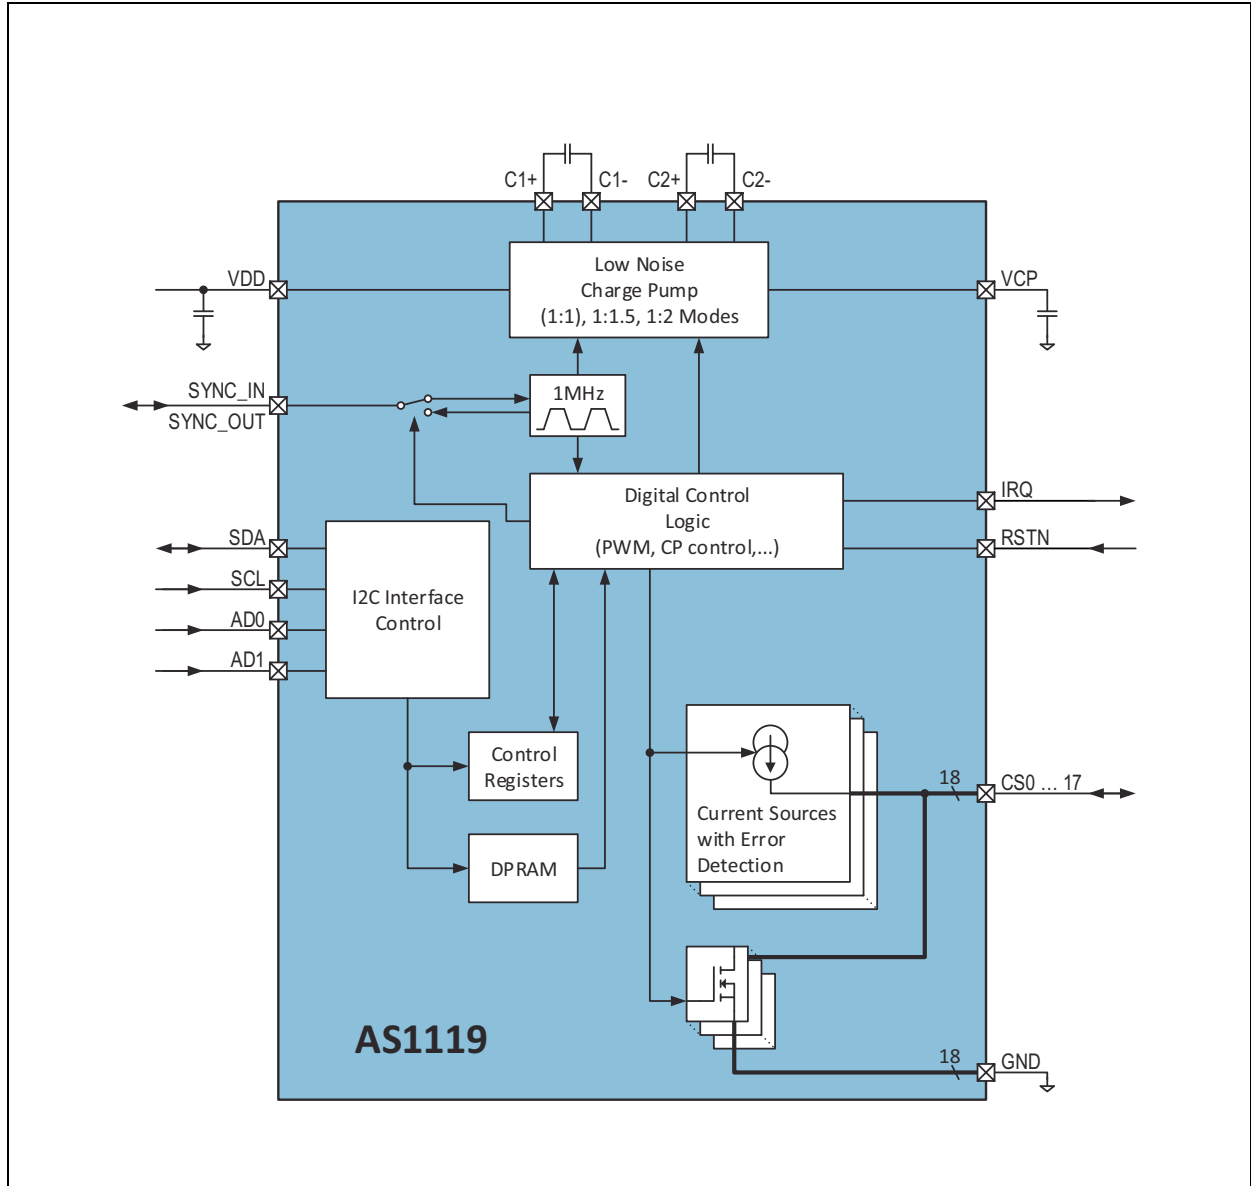 C1+
C1-
C2+
C2-
VDD
Low Noise
Charge Pump
(1:1), 1:1.5, 1:2 Modes
VCP
SYNC_IN
SYNC_OUT
1MHz
Digital Control
Logic
(PWM, CP control,...)
IRQ
RSTN
SDA
SCL
AD0
AD1
I2C Interface
Control
Control
Registers
DPRAM
Current Sources
with Error
Detection
18
CS0 ... 17
AS1119
18
GND